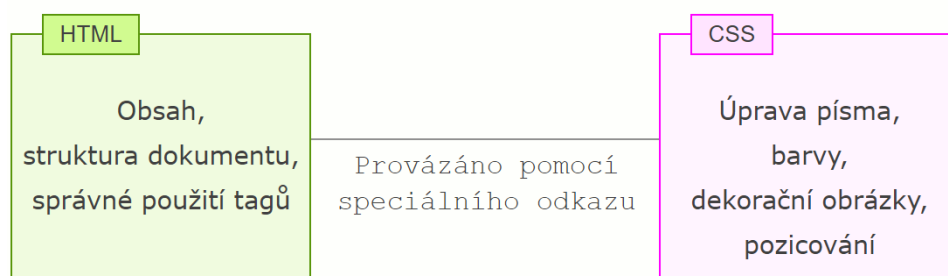 HTML
Obsah,
struktura dokumentu,
správné použití tagů
Provázáno pomocí
speciálního odkazu
CSS
Úprava písma,
barvy,
dekorační obrázky,
pozicování